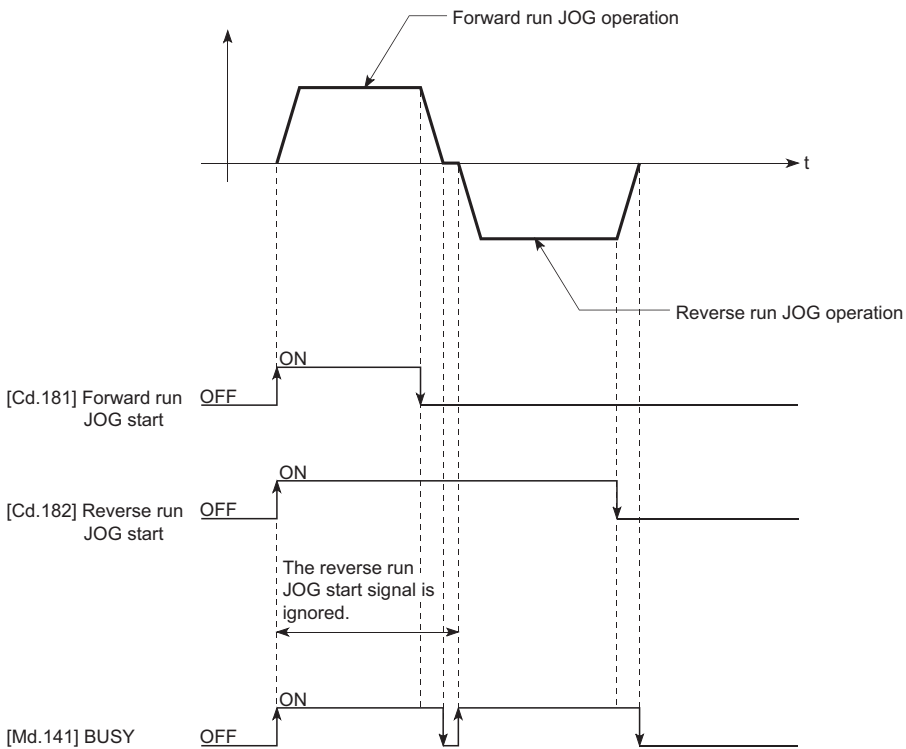 Forward run JOG operation
t
Reverse run JOG operation
ON
[Cd.181] Forward run OFF
JOG start
ON
[Cd.182] Reverse run OFF
JOG start
The reverse run
JOG start signal is
ignored.
ON
[Md.141] BUSY OFF